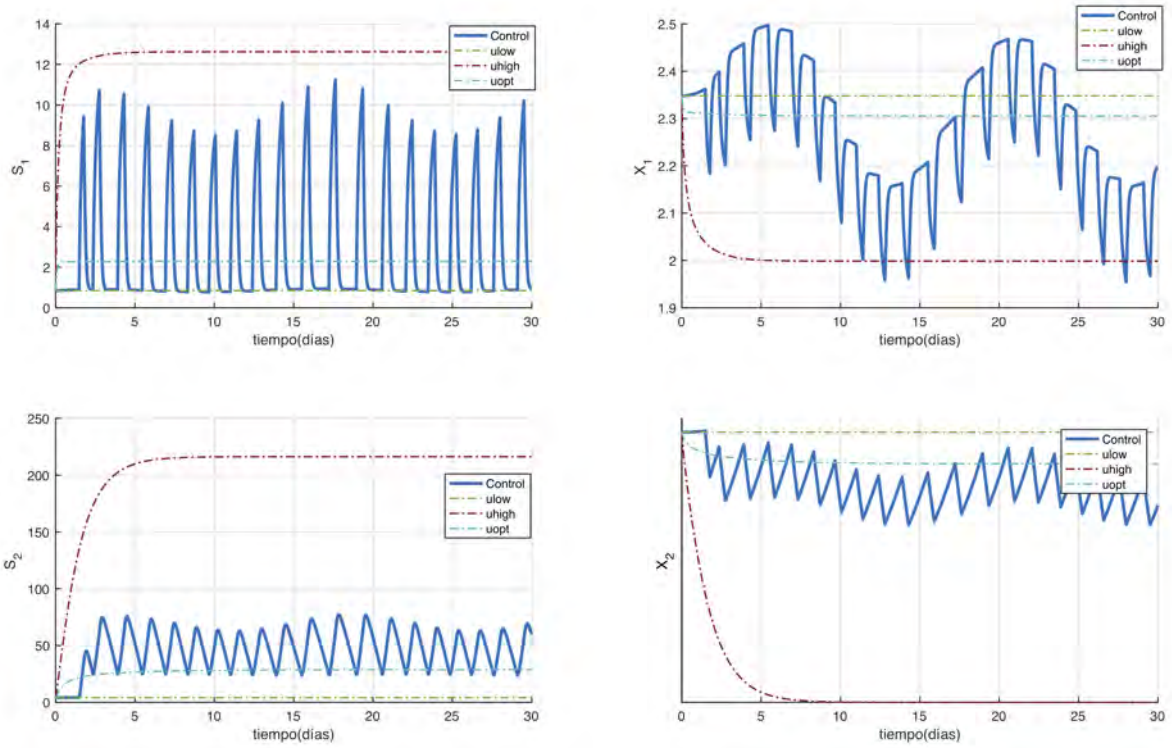 14
12
10
8
6
4
2
0
S1
0 5 10 15 20 25 30
tiempo(días)
Control
ulow
uhigh
uopt
2.5
2.4
2.3
2.2
2.1
2
1.9
X1
0 5 10 15 20 25 30
tiempo(días)
Control
ulow
uhigh
uopt
250
200
150
100
50
0
S2
0 5 10 15 20 25 30
tiempo(días)
Control
ulow
uhigh
uopt
X2
0 5 10 15 20 25 30
tiempo(días)
Control
ulow
uhigh
uopt